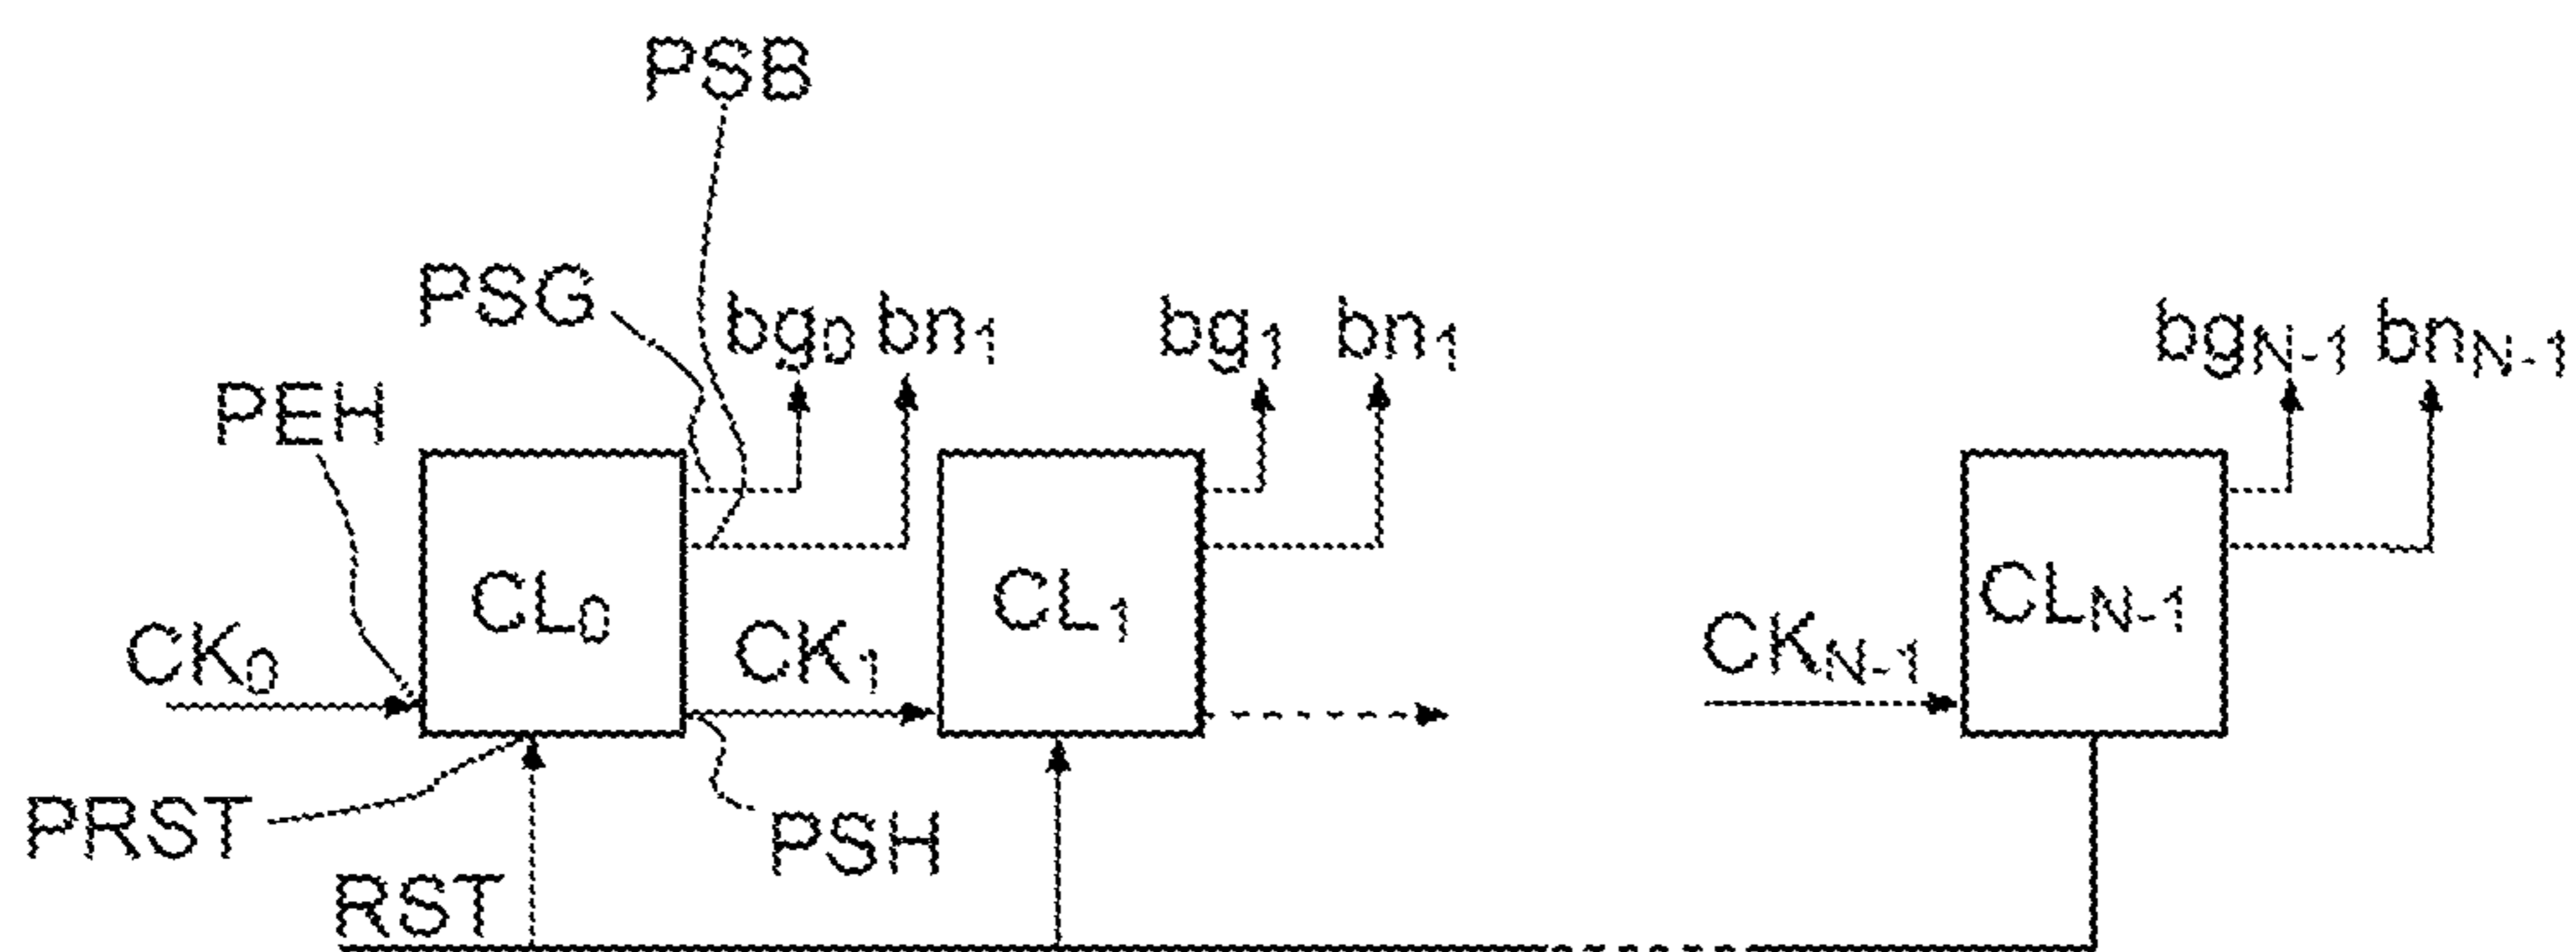 PSB
PSG
bg0 bn1
bg1 bn1
bgN-1 bnN-1
PEH
CL0
CL1
CLN-1
CK0
CK1
CKN-1
PRST
PSH
RST